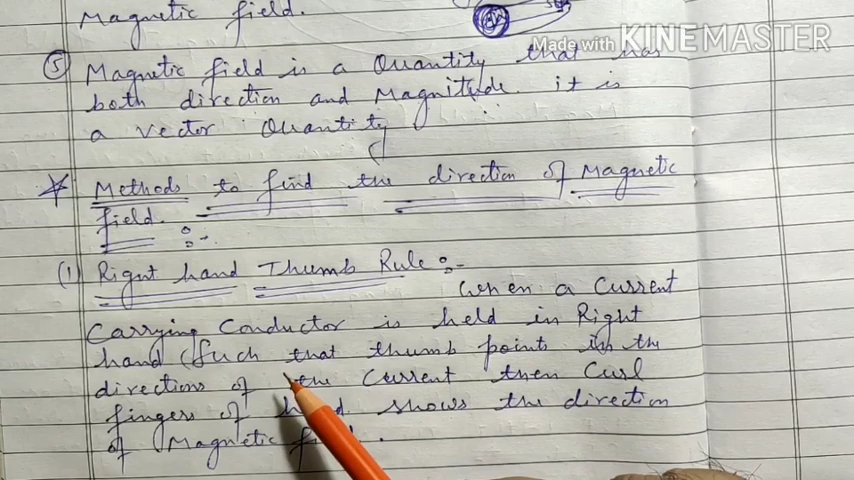 Magnetic field.
Made with KINEMASTER
(5) Magnetic field is a Quantity that has
both direction and Magnitude. it is
a vector Quantity
Methods to find the direction of Magnetic
field. :-
(1) Right hand Thumb Rule :-
When a Current
Carrying Conductor is held in Right
hand (Such that thumb points in the
direction of the Current then Curl
fingers of hand shows the direction
of Magnetic field.